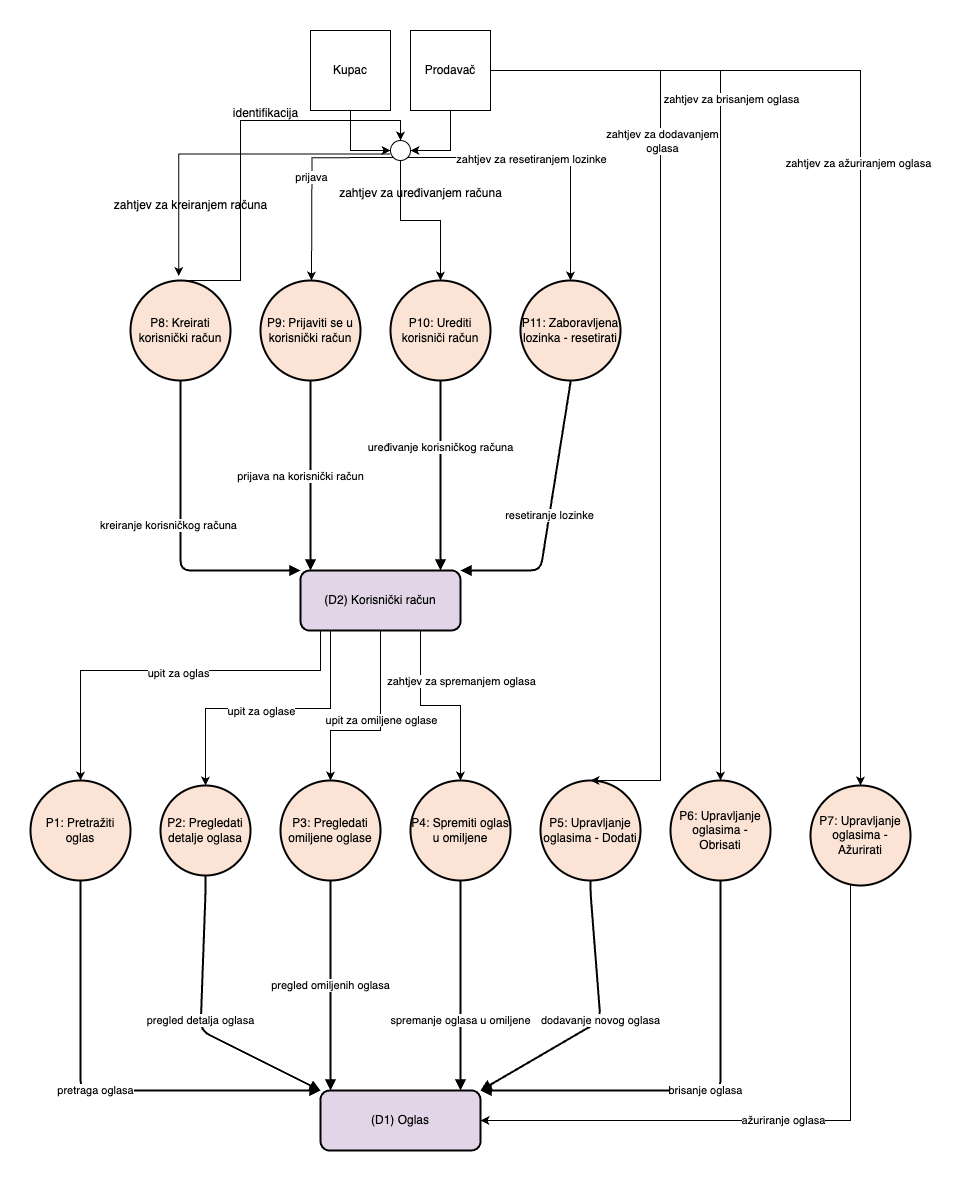 Kupac
Prodavač
zahtjev za brisanjem oglasa
identifikacija
zahtjev za dodavanjem
oglasa
zahtjev za resetiranjem lozinke
zahtjev za ažuriranjem oglasa
prijava
zahtjev za uređivanjem računa
zahtjev za kreiranjem računa
P8: Kreirati
korisnički račun
P9: Prijaviti se u
korisnički račun
P10: Urediti
korisniči račun
P11: Zaboravljena
lozinka - resetirati
uređivanje korisničkog računa
prijava na korisnički račun
resetiranje lozinke
kreiranje korisničkog računa
(D2) Korisnički račun
upit za oglas
zahtjev za spremanjem oglasa
upit za oglase
upit za omiljene oglase
P1: Pretražiti
oglas
P2: Pregledati
detalje oglasa
P3: Pregledati
omiljene oglase
P4: Spremiti oglas
u omiljene
P5: Upravljanje
oglasima - Dodati
P6: Upravljanje
oglasima -
Obrisati
P7: Upravljanje
oglasima -
Ažurirati
pregled omiljenih oglasa
pregled detalja oglasa
spremanje oglasa u omiljene
dodavanje novog oglasa
pretraga oglasa
brisanje oglasa
(D1) Oglas
ažuriranje oglasa